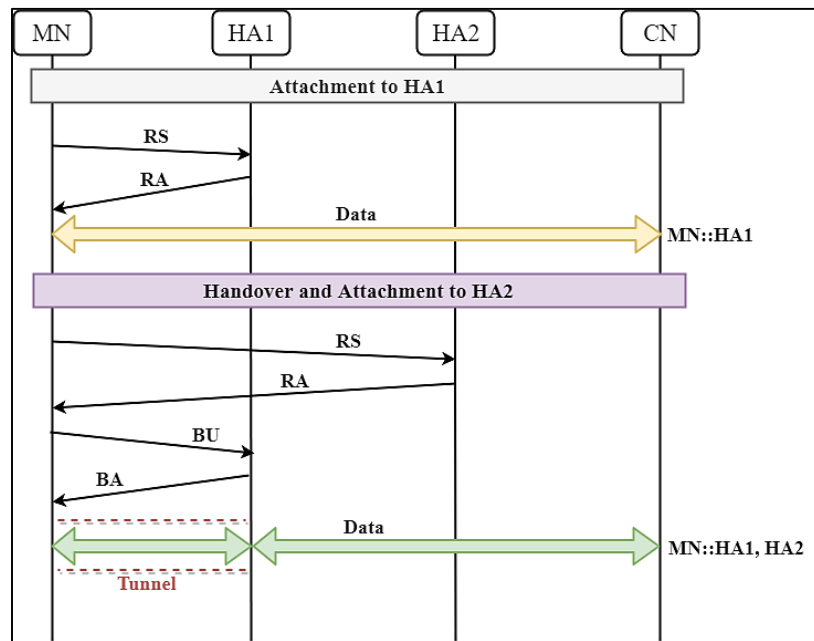 MN
HA1
HA2
CN
Attachment to HA1
RS
RA
Data
MN::HA1
Handover and Attachment to HA2
RS
RA
BU
BA
Data
MN::HA1, HA2
Tunnel